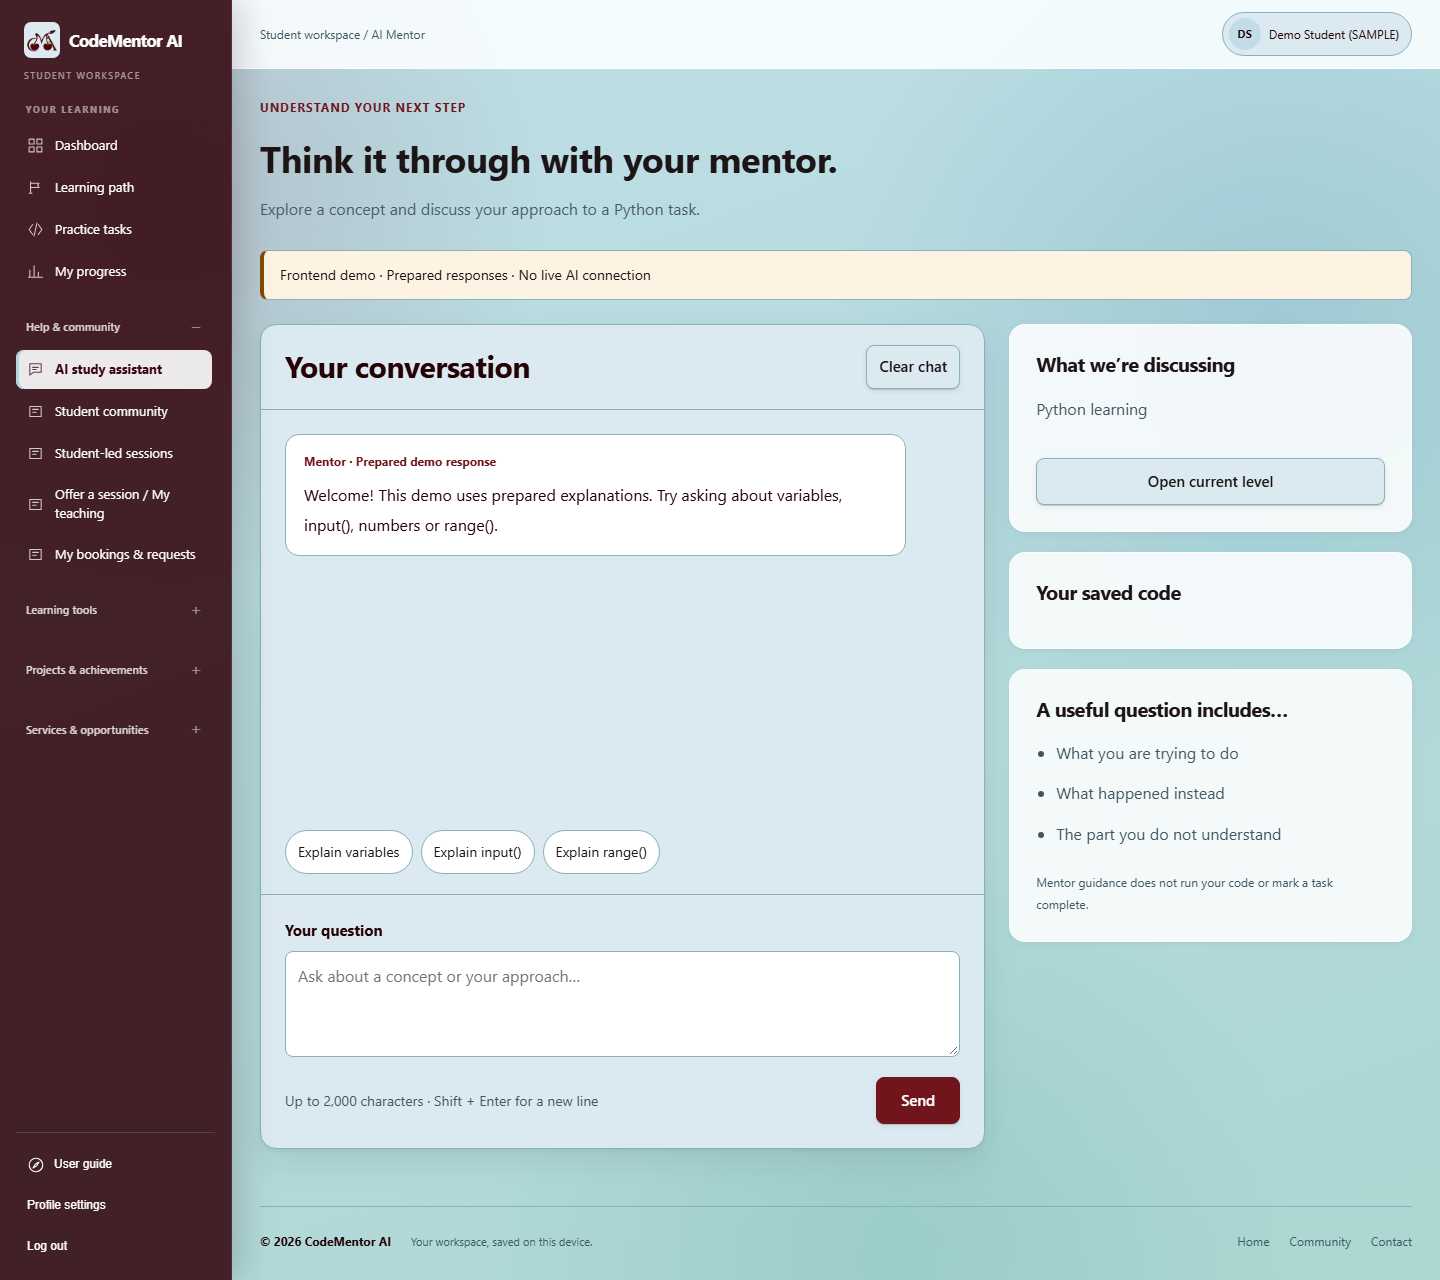 CodeMentor AI
STUDENT WORKSPACE
YOUR LEARNING
Dashboard
Learning path
Practice tasks
My progress
Help & community
AI study assistant
Student community
Student-led sessions
Offer a session / My
teaching
My bookings & requests
Learning tools
Projects & achievements
Services & opportunities
User guide
Profile settings
Log out
Student workspace / AI Mentor
DS Demo Student (SAMPLE)
UNDERSTAND YOUR NEXT STEP
Think it through with your mentor.
Explore a concept and discuss your approach to a Python task.
Frontend demo · Prepared responses · No live AI connection
Your conversation
Clear chat
Mentor · Prepared demo response
Welcome! This demo uses prepared explanations. Try asking about variables,
input(), numbers or range().
Explain variables
Explain input()
Explain range()
Your question
Ask about a concept or your approach...
Up to 2,000 characters · Shift + Enter for a new line
Send
What we’re discussing
Python learning
Open current level
Your saved code
A useful question includes…
• What you are trying to do
• What happened instead
• The part you do not understand
Mentor guidance does not run your code or mark a task
complete.
© 2026 CodeMentor AI
Your workspace, saved on this device.
Home
Community
Contact